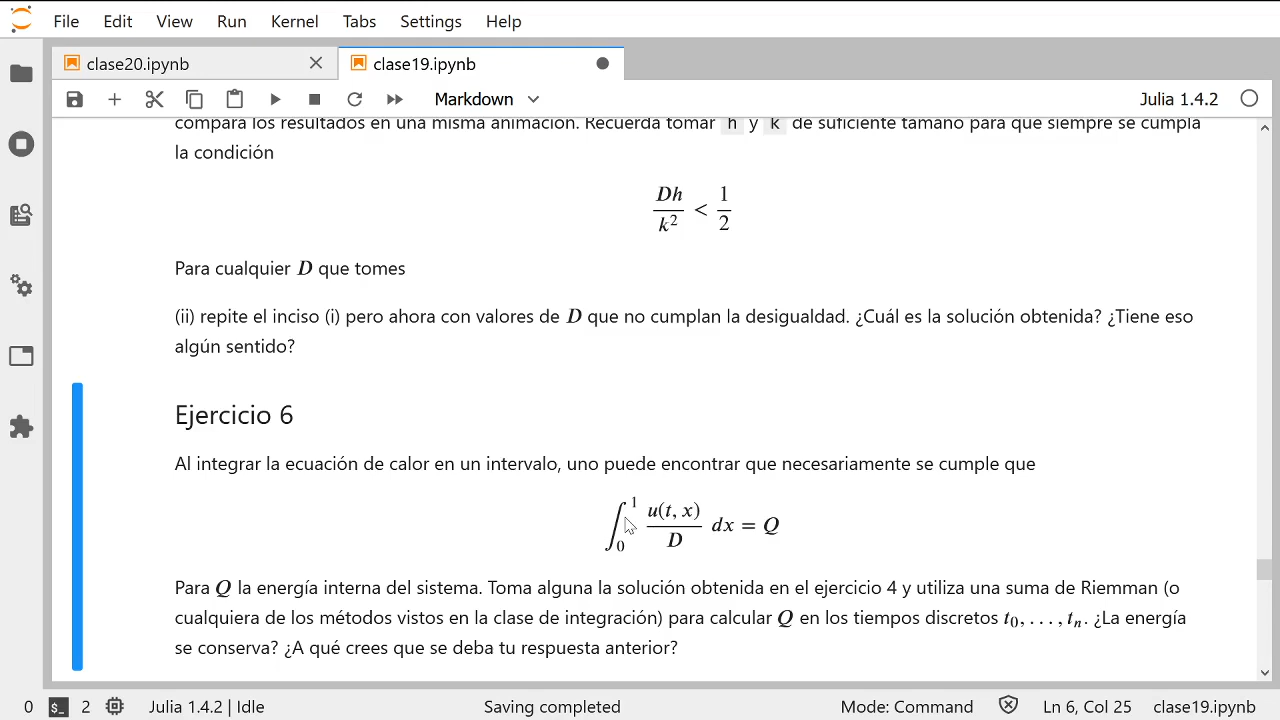 File Edit View Run Kernel Tabs Settings Help
clase20.ipynb clase19.ipynb
Markdown Julia 1.4.2
compara los resultados en una misma animación. Recuerda tomar h y k de suficiente tamaño para que siempre se cumpla
la condición
Dh/k² < 1/2
Para cualquier D que tomes
(ii) repite el inciso (i) pero ahora con valores de D que no cumplan la desigualdad. ¿Cuál es la solución obtenida? ¿Tiene eso
algún sentido?
Ejercicio 6
Al integrar la ecuación de calor en un intervalo, uno puede encontrar que necesariamente se cumple que
∫₀¹ u(t, x)/D dx = Q
Para Q la energía interna del sistema. Toma alguna la solución obtenida en el ejercicio 4 y utiliza una suma de Riemman (o
cualquiera de los métodos vistos en la clase de integración) para calcular Q en los tiempos discretos t₀, . . . , tₙ. ¿La energía
se conserva? ¿A qué crees que se deba tu respuesta anterior?
0 $_ 2 Julia 1.4.2 | Idle Saving completed Mode: Command Ln 6, Col 25 clase19.ipynb